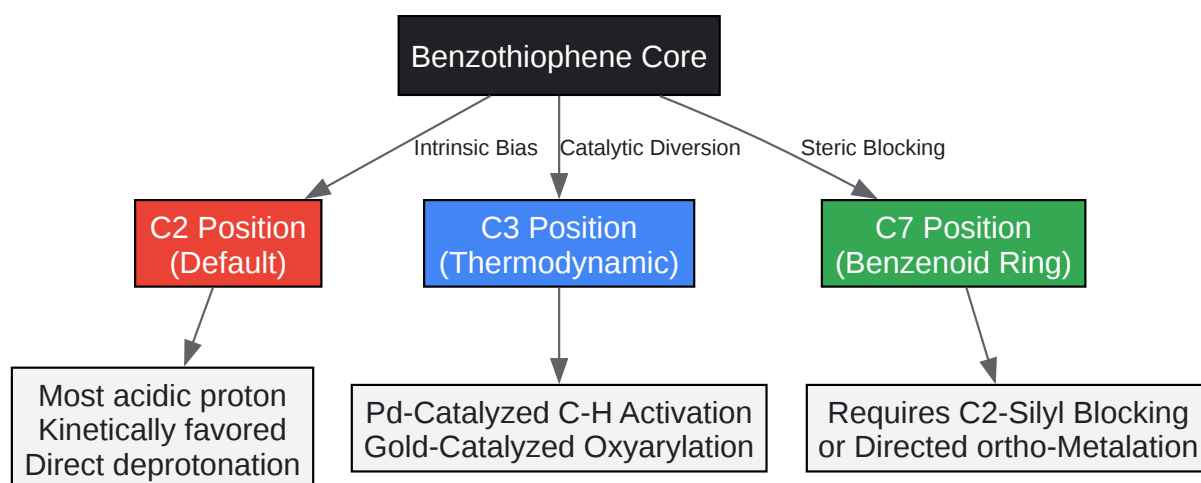 Benzothiophene Core
Intrinsic Bias
Catalytic Diversion
Steric Blocking
C2 Position
(Default)
C3 Position
(Thermodynamic)
C7 Position
(Benzenoid Ring)
Most acidic proton
Kinetically favored
Direct deprotonation
Pd-Catalyzed C-H Activation
Gold-Catalyzed Oxyarylation
Requires C2-Silyl Blocking
or Directed ortho-Metalation